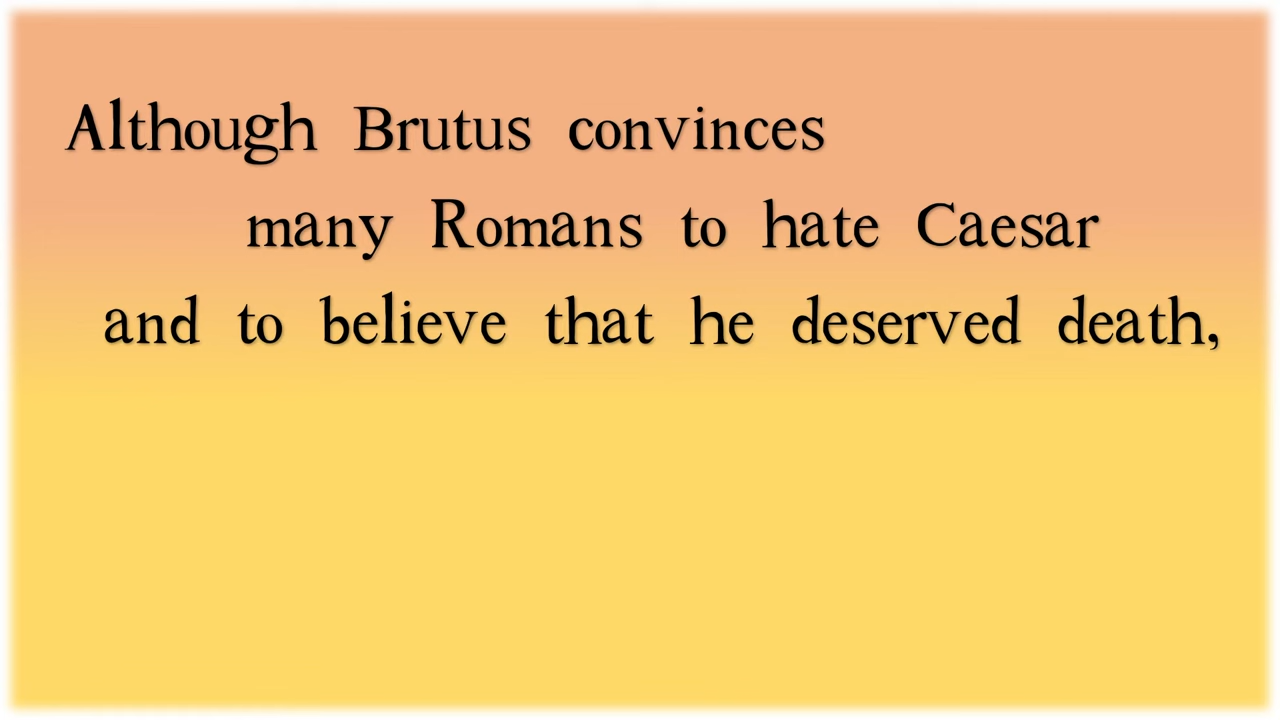 Although Brutus convinces
many Romans to hate Caesar
and to believe that he deserved death,